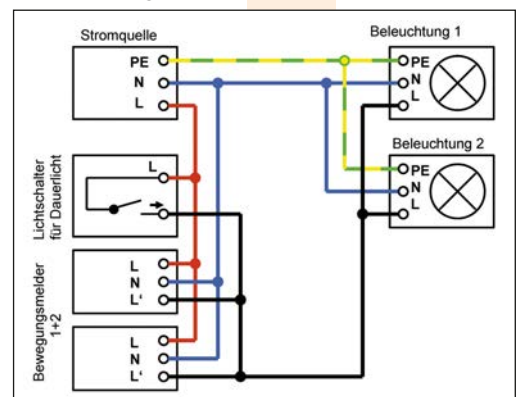 Stromquelle
PE
N
L
Beleuchtung 1
PE
N
L
Beleuchtung 2
PE
N
L
Lichtschalter
für Dauerlicht
L
Bewegungsmelder
1+2
L
N
L‘
L
N
L‘